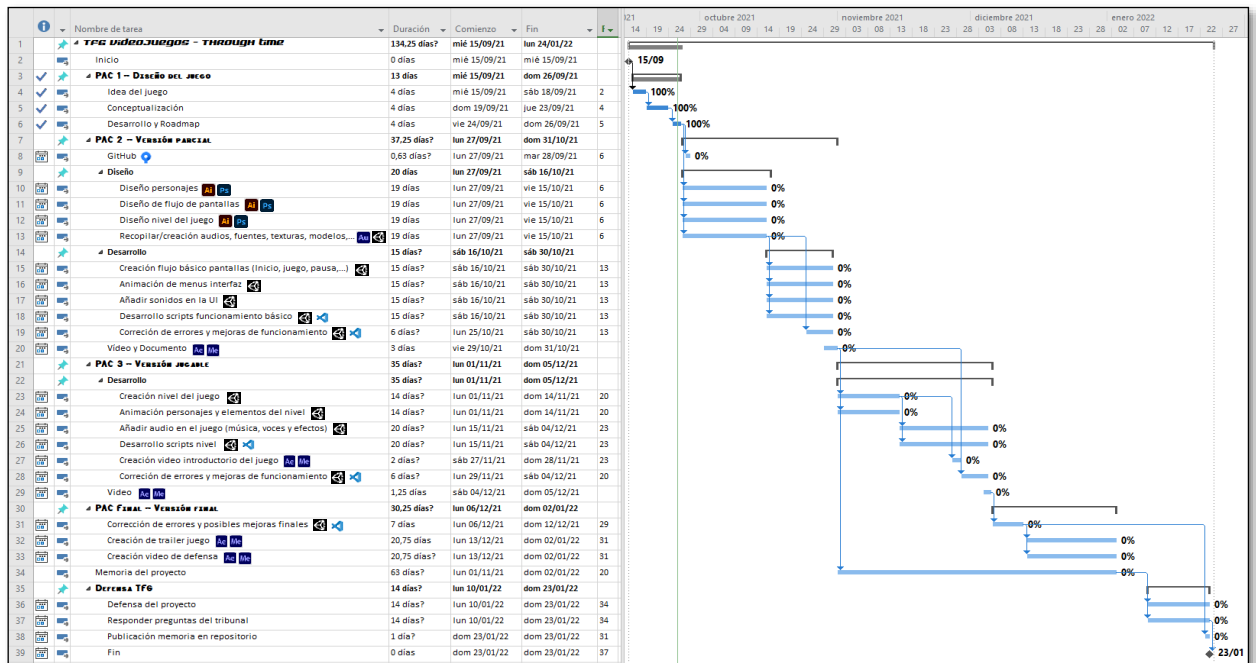 Nombre de tarea Duración Comienzo Fin
021 octubre 2021 noviembre 2021 diciembre 2021 enero 2022
14 19 24 29 04 09 14 19 24 29 03 08 13 18 23 28 03 08 13 18 23 28 02 07 12 17 22 27
1 TFG VideoJuegos - Through time 134,25 días? mié 15/09/21 lun 24/01/22
2 Inicio 0 días mié 15/09/21 mié 15/09/21 15/09
3 PAC 1 – Diseño del juego 13 días mié 15/09/21 dom 26/09/21
4 Idea del juego 4 días mié 15/09/21 sáb 18/09/21 2 100%
5 Conceptualización 4 días dom 19/09/21 jue 23/09/21 4 100%
6 Desarrollo y Roadmap 4 días vie 24/09/21 dom 26/09/21 5 100%
7 PAC 2 – Versión parcial 37,25 días? lun 27/09/21 dom 31/10/21
8 GitHub 0,63 días? lun 27/09/21 mar 28/09/21 6 0%
9 Diseño 20 días lun 27/09/21 sáb 16/10/21
10 Diseño personajes Ai Ps 19 días lun 27/09/21 vie 15/10/21 6 0%
11 Diseño de flujo de pantallas Ai Ps 19 días lun 27/09/21 vie 15/10/21 6 0%
12 Diseño nivel del juego Ai Ps 19 días lun 27/09/21 vie 15/10/21 6 0%
13 Recopilar/creación audios, fuentes, texturas, modelos,... Au 19 días lun 27/09/21 vie 15/10/21 6 0%
14 Desarrollo 15 días? sáb 16/10/21 sáb 30/10/21
15 Creación flujo básico pantallas (Inicio, juego, pausa,...) 15 días? sáb 16/10/21 sáb 30/10/21 13 0%
16 Animación de menus interfaz 15 días? sáb 16/10/21 sáb 30/10/21 13 0%
17 Añadir sonidos en la UI 15 días? sáb 16/10/21 sáb 30/10/21 13 0%
18 Desarrollo scripts funcionamiento básico 15 días? sáb 16/10/21 sáb 30/10/21 13 0%
19 Correción de errores y mejoras de funcionamiento 6 días? lun 25/10/21 sáb 30/10/21 13 0%
20 Vídeo y Documento Ae Me 3 días vie 29/10/21 dom 31/10/21 0%
21 PAC 3 – Versión jugable 35 días? lun 01/11/21 dom 05/12/21
22 Desarrollo 35 días? lun 01/11/21 dom 05/12/21
23 Creación nivel del juego 14 días? lun 01/11/21 dom 14/11/21 20 0%
24 Animación personajes y elementos del nivel 14 días? lun 01/11/21 dom 14/11/21 20 0%
25 Añadir audio en el juego (música, voces y efectos) 20 días? lun 15/11/21 sáb 04/12/21 23 0%
26 Desarrollo scripts nivel 20 días? lun 15/11/21 sáb 04/12/21 23 0%
27 Creación video introductorio del juego Ae Me 2 días? sáb 27/11/21 dom 28/11/21 23 0%
28 Correción de errores y mejoras de funcionamiento 6 días? lun 29/11/21 sáb 04/12/21 20 0%
29 Video Ae Me 1,25 días sáb 04/12/21 dom 05/12/21 0%
30 PAC Final – Versión final 30,25 días? lun 06/12/21 dom 02/01/22
31 Corrección de errores y posibles mejoras finales 7 días lun 06/12/21 dom 12/12/21 29 0%
32 Creación de trailer juego Ae Me 20,75 días lun 13/12/21 dom 02/01/22 31 0%
33 Creación video de defensa Ae Me 20,75 días? lun 13/12/21 dom 02/01/22 31 0%
34 Memoria del proyecto 63 días? lun 01/11/21 dom 02/01/22 20 0%
35 Defensa TFG 14 días? lun 10/01/22 dom 23/01/22
36 Defensa del proyecto 14 días? lun 10/01/22 dom 23/01/22 34 0%
37 Responder preguntas del tribunal 14 días? lun 10/01/22 dom 23/01/22 34 0%
38 Publicación memoria en repositorio 1 día? dom 23/01/22 dom 23/01/22 31 0%
39 Fin 0 días dom 23/01/22 dom 23/01/22 37 23/01